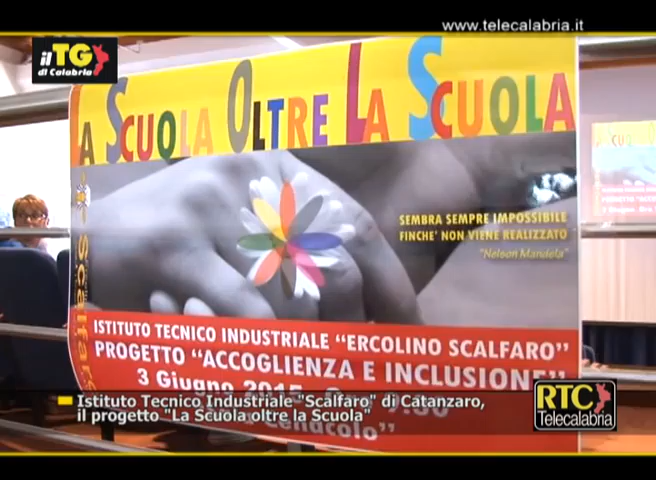 www.telecalabria.it
il TG
di Calabria
LA SCUOLA OLTRE LA SCUOLA
SEMBRA SEMPRE IMPOSSIBILE
FINCHE' NON VIENE REALIZZATO
"Nelson Mandela"
Scalfaro
ISTITUTO TECNICO INDUSTRIALE "ERCOLINO SCALFARO"
PROGETTO "ACCOGLIENZA E INCLUSIONE"
3 Giugno 2015
Cenacolo"
Istituto Tecnico Industriale "Scalfaro" di Catanzaro,
il progetto "La Scuola oltre la Scuola"
RTC
Telecalabria